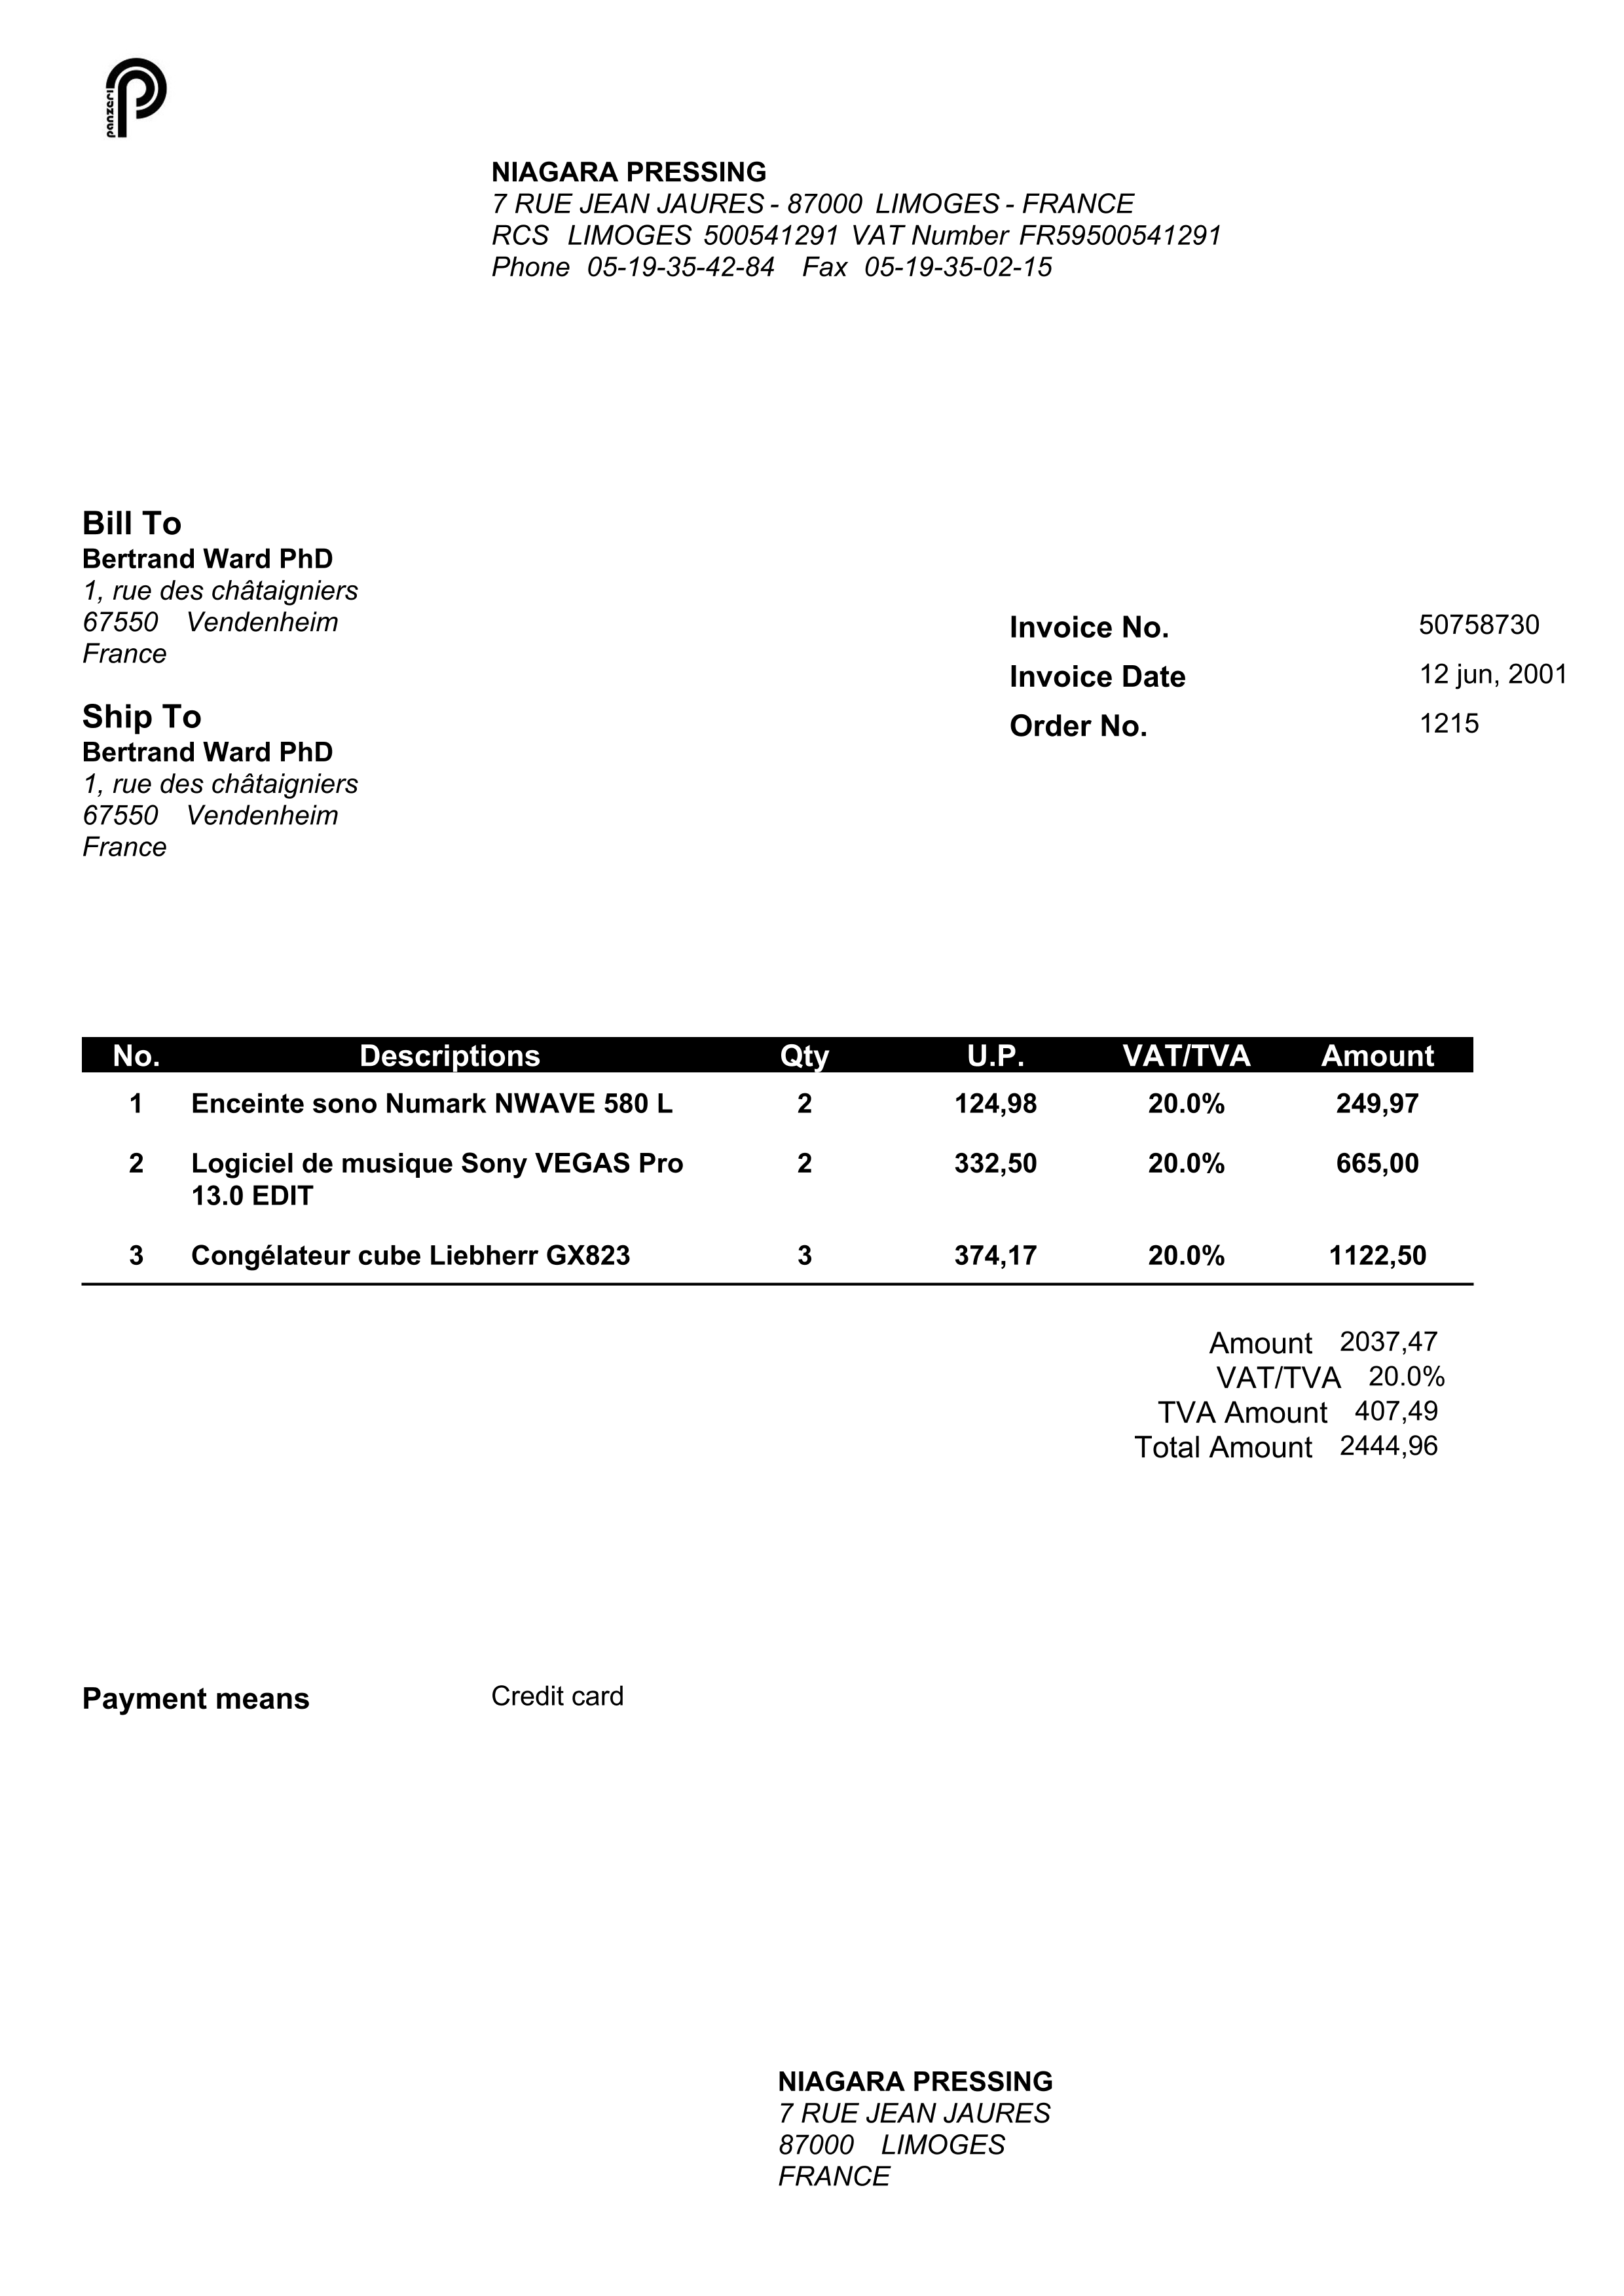 panzeri
NIAGARA PRESSING
7 RUE JEAN JAURES - 87000 LIMOGES - FRANCE
RCS LIMOGES 500541291 VAT Number FR59500541291
Phone 05-19-35-42-84 Fax 05-19-35-02-15
Bill To
Bertrand Ward PhD
1, rue des châtaigniers
67550 Vendenheim
France
Ship To
Bertrand Ward PhD
1, rue des châtaigniers
67550 Vendenheim
France
Invoice No. 50758730
Invoice Date 12 jun, 2001
Order No. 1215
No. Descriptions Qty U.P. VAT/TVA Amount
1 Enceinte sono Numark NWAVE 580 L 2 124,98 20.0% 249,97
2 Logiciel de musique Sony VEGAS Pro 2 332,50 20.0% 665,00
13.0 EDIT
3 Congélateur cube Liebherr GX823 3 374,17 20.0% 1122,50
Amount 2037,47
VAT/TVA 20.0%
TVA Amount 407,49
Total Amount 2444,96
Payment means Credit card
NIAGARA PRESSING
7 RUE JEAN JAURES
87000 LIMOGES
FRANCE